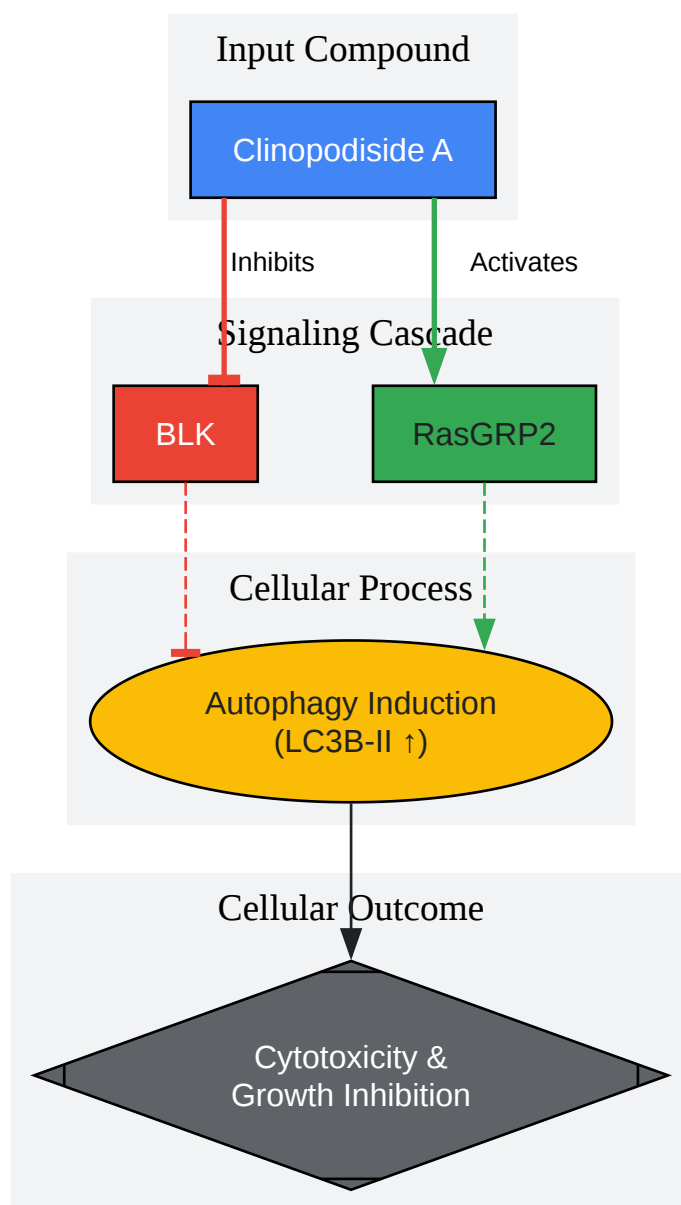 Input Compound
Clinopodiside A
Inhibits
Activates
Signaling Cascade
BLK
RasGRP2
Cellular Process
Autophagy Induction
(LC3B-II ↑)
Cellular Outcome
Cytotoxicity &
Growth Inhibition